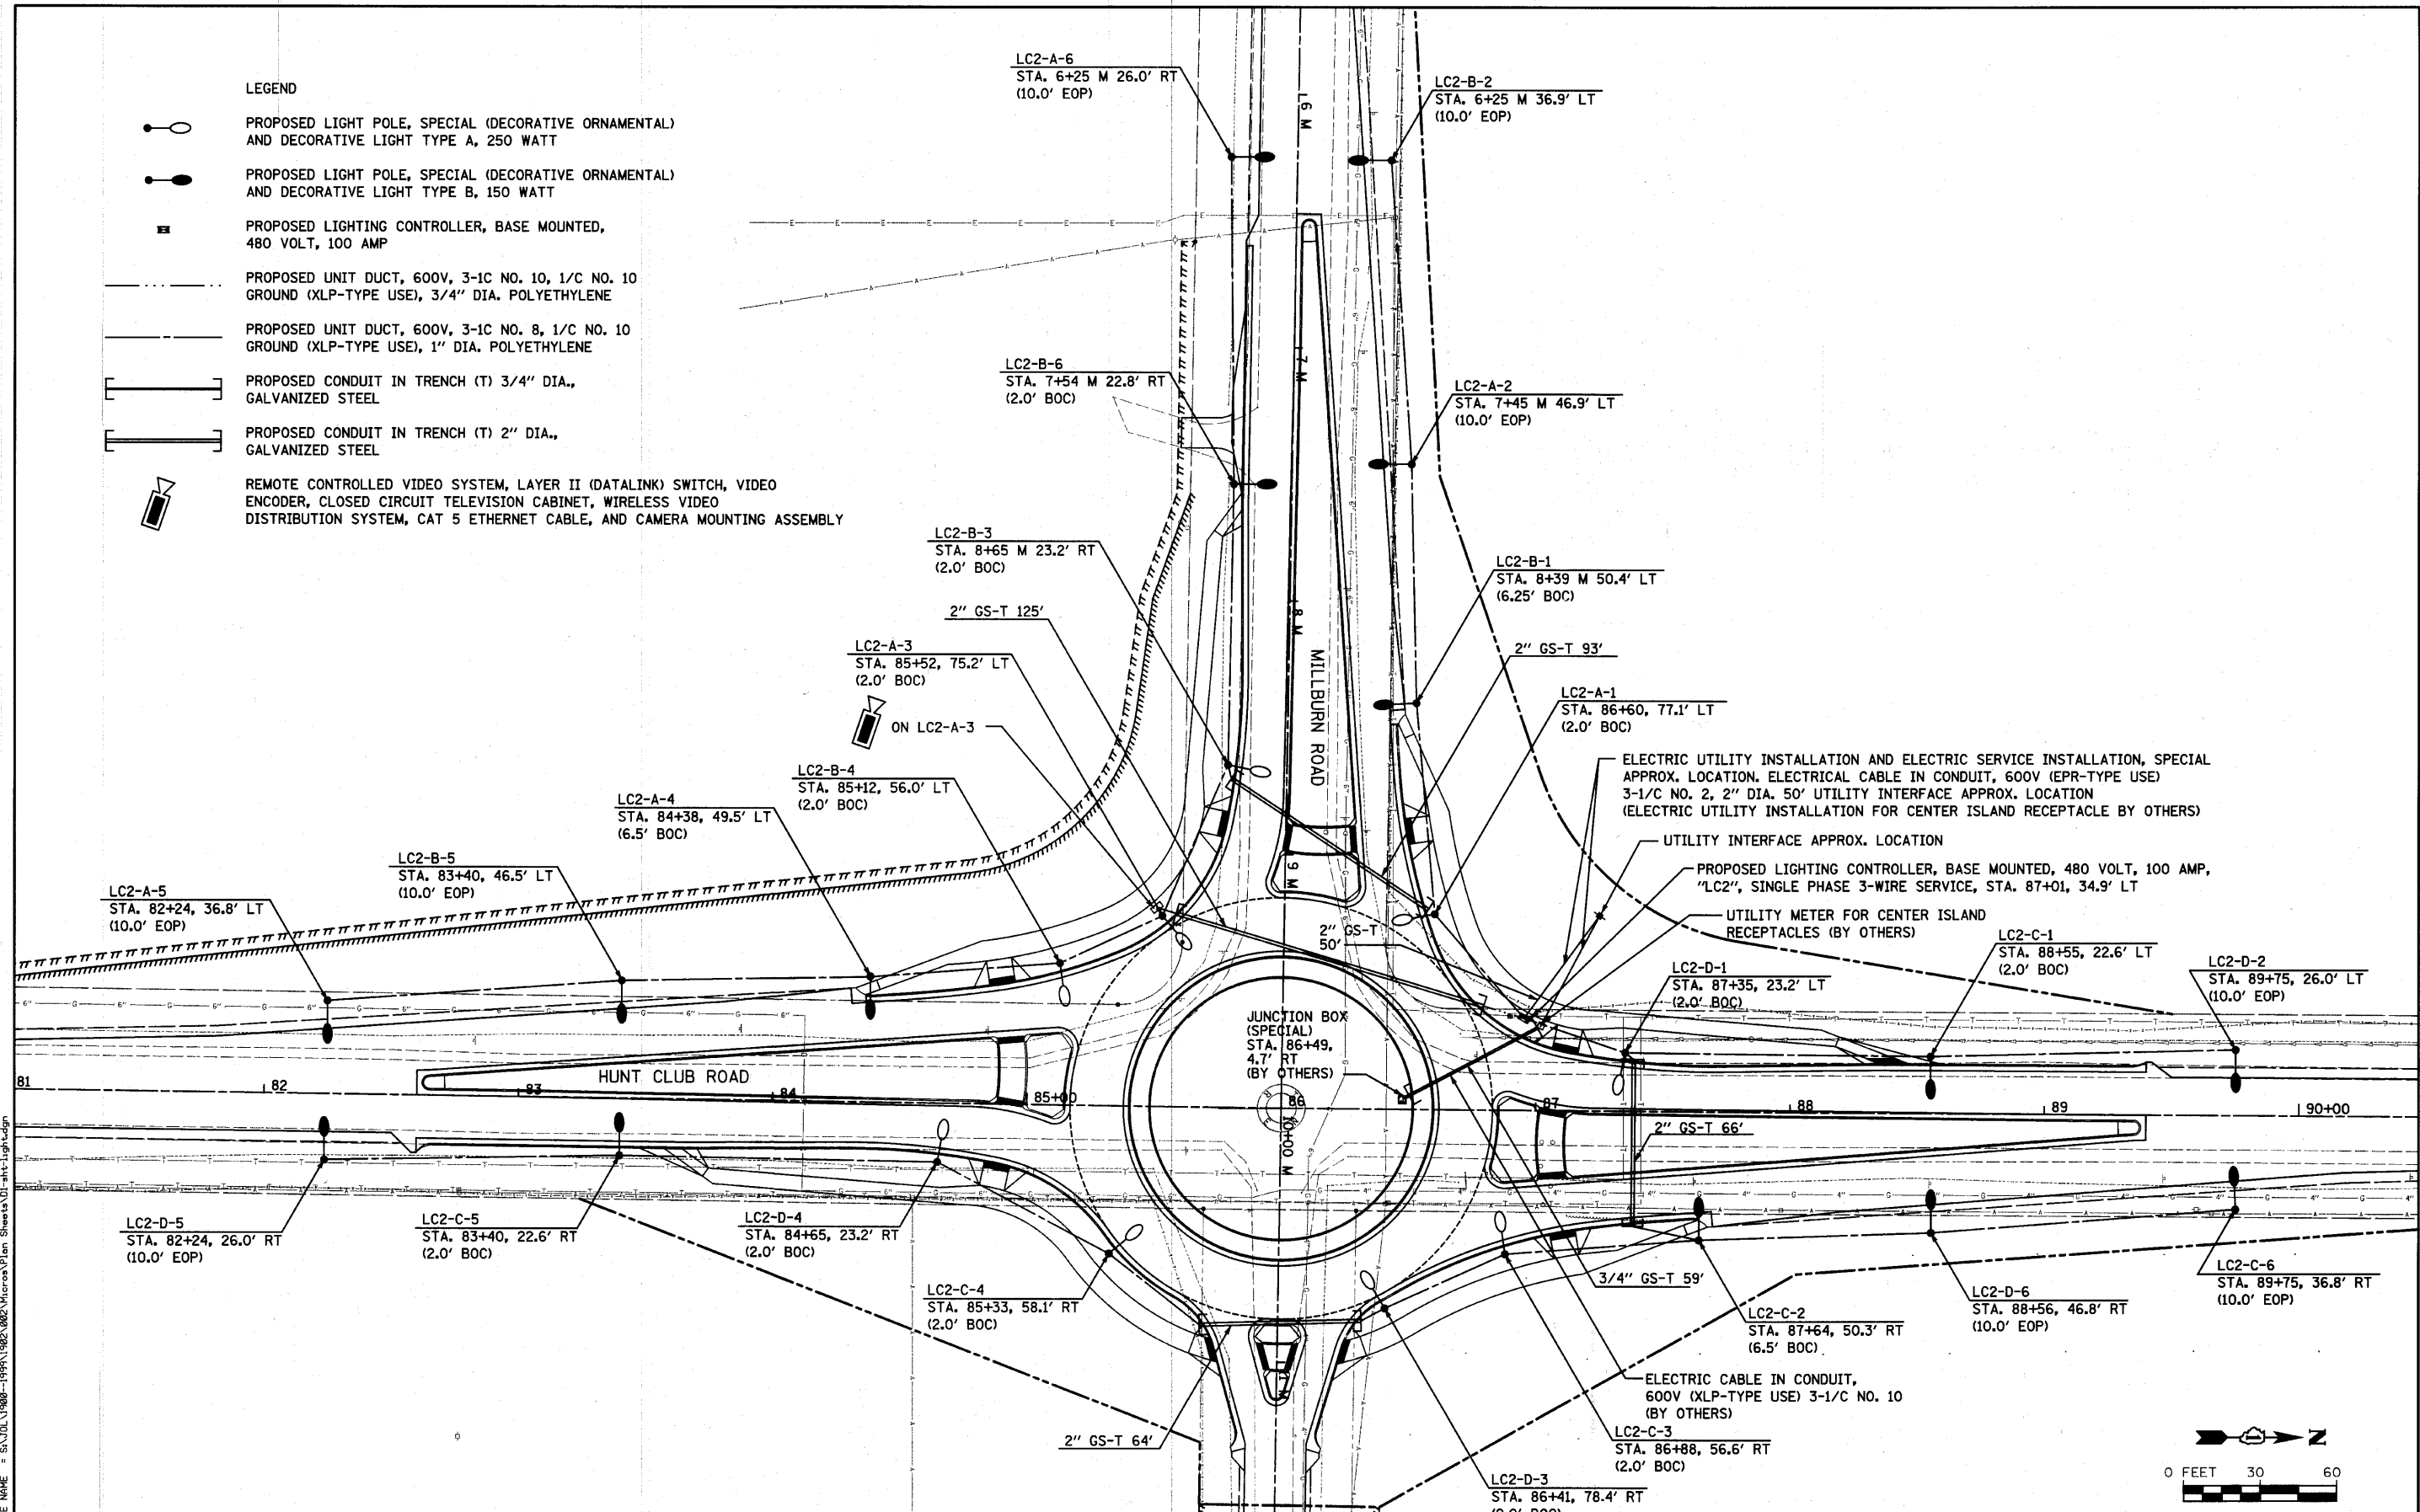 LEGEND
PROPOSED LIGHT POLE, SPECIAL (DECORATIVE ORNAMENTAL)
AND DECORATIVE LIGHT TYPE A, 250 WATT
PROPOSED LIGHT POLE, SPECIAL (DECORATIVE ORNAMENTAL)
AND DECORATIVE LIGHT TYPE B, 150 WATT
PROPOSED LIGHTING CONTROLLER, BASE MOUNTED,
480 VOLT, 100 AMP
PROPOSED UNIT DUCT, 600V, 3-1C NO. 10, 1/C NO. 10
GROUND (XLP-TYPE USE), 3/4" DIA. POLYETHYLENE
PROPOSED UNIT DUCT, 600V, 3-1C NO. 8, 1/C NO. 10
GROUND (XLP-TYPE USE), 1" DIA. POLYETHYLENE
PROPOSED CONDUIT IN TRENCH (T) 3/4" DIA.,
GALVANIZED STEEL
PROPOSED CONDUIT IN TRENCH (T) 2" DIA.,
GALVANIZED STEEL
REMOTE CONTROLLED VIDEO SYSTEM, LAYER II (DATALINK) SWITCH, VIDEO
ENCODER, CLOSED CIRCUIT TELEVISION CABINET, WIRELESS VIDEO
DISTRIBUTION SYSTEM, CAT 5 ETHERNET CABLE, AND CAMERA MOUNTING ASSEMBLY
LC2-A-6
STA. 6+25 M 26.0' RT
(10.0' EOP)
LC2-B-2
STA. 6+25 M 36.9' LT
(10.0' EOP)
6 M
LC2-B-6
STA. 7+54 M 22.8' RT
(2.0' BOC)
7 M
LC2-A-2
STA. 7+45 M 46.9' LT
(10.0' EOP)
LC2-B-3
STA. 8+65 M 23.2' RT
(2.0' BOC)
LC2-B-1
STA. 8+39 M 50.4' LT
(6.25' BOC)
2" GS-T 125'
8 M
MILLBURN ROAD
2" GS-T 93'
LC2-A-3
STA. 85+52, 75.2' LT
(2.0' BOC)
ON LC2-A-3
LC2-A-1
STA. 86+60, 77.1' LT
(2.0' BOC)
LC2-B-4
STA. 85+12, 56.0' LT
(2.0' BOC)
LC2-A-4
STA. 84+38, 49.5' LT
(6.5' BOC)
LC2-B-5
STA. 83+40, 46.5' LT
(10.0' EOP)
LC2-A-5
STA. 82+24, 36.8' LT
(10.0' EOP)
9 M
ELECTRIC UTILITY INSTALLATION AND ELECTRIC SERVICE INSTALLATION, SPECIAL
APPROX. LOCATION. ELECTRICAL CABLE IN CONDUIT, 600V (EPR-TYPE USE)
3-1/C NO. 2, 2" DIA. 50' UTILITY INTERFACE APPROX. LOCATION
(ELECTRIC UTILITY INSTALLATION FOR CENTER ISLAND RECEPTACLE BY OTHERS)
UTILITY INTERFACE APPROX. LOCATION
PROPOSED LIGHTING CONTROLLER, BASE MOUNTED, 480 VOLT, 100 AMP,
"LC2", SINGLE PHASE 3-WIRE SERVICE, STA. 87+01, 34.9' LT
UTILITY METER FOR CENTER ISLAND
RECEPTACLES (BY OTHERS)
2" GS-T
50'
LC2-D-1
STA. 87+35, 23.2' LT
(2.0' BOC)
LC2-C-1
STA. 88+55, 22.6' LT
(2.0' BOC)
LC2-D-2
STA. 89+75, 26.0' LT
(10.0' EOP)
JUNCTION BOX
(SPECIAL)
STA. 86+49,
4.7' RT
(BY OTHERS)
HUNT CLUB ROAD
81
82
83
84
85+00
86
87
88
89
90+00
10+00 M
2" GS-T 66'
LC2-D-5
STA. 82+24, 26.0' RT
(10.0' EOP)
LC2-C-5
STA. 83+40, 22.6' RT
(2.0' BOC)
LC2-D-4
STA. 84+65, 23.2' RT
(2.0' BOC)
LC2-C-4
STA. 85+33, 58.1' RT
(2.0' BOC)
3/4" GS-T 59'
LC2-C-2
STA. 87+64, 50.3' RT
(6.5' BOC)
LC2-D-6
STA. 88+56, 46.8' RT
(10.0' EOP)
LC2-C-6
STA. 89+75, 36.8' RT
(10.0' EOP)
11 M
ELECTRIC CABLE IN CONDUIT,
600V (XLP-TYPE USE) 3-1/C NO. 10
(BY OTHERS)
2" GS-T 64'
LC2-C-3
STA. 86+88, 56.6' RT
(2.0' BOC)
LC2-D-3
STA. 86+41, 78.4' RT
N
0 FEET 30 60